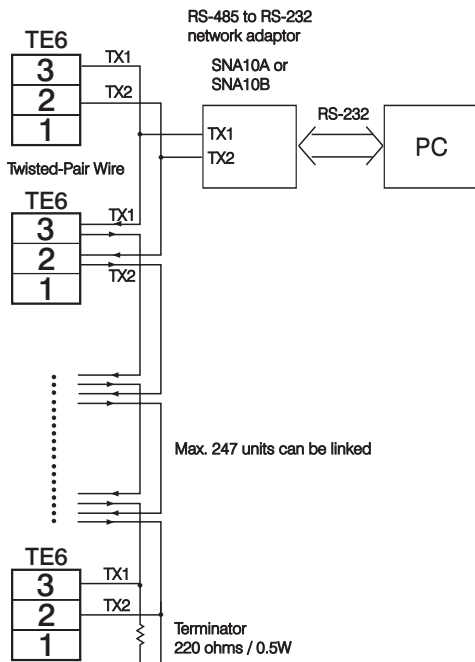 RS-485 to RS-232
network adaptor
TE6
3
2
1
TX1
TX2
SNA10A or
SNA10B
TX1
TX2
RS-232
PC
Twisted-Pair Wire
TE6
3
2
1
TX1
TX2
Max. 247 units can be linked
TE6
3
2
1
TX1
TX2
Terminator
220 ohms / 0.5W